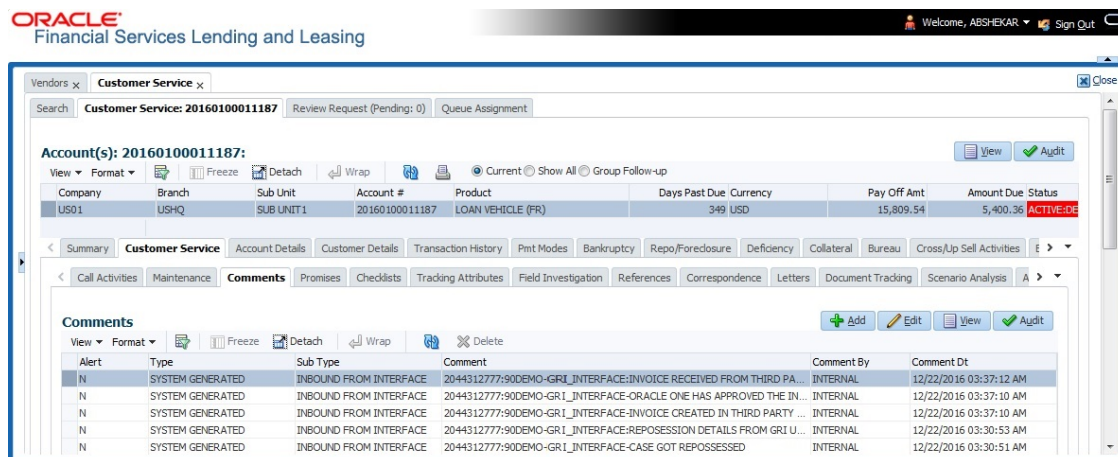 ORACLE
Welcome, ABSHEKAR Sign Out
Financial Services Lending and Leasing
Vendors x Customer Service x Close
Search Customer Service: 20160100011187 Review Request (Pending: 0) Queue Assignment
Account(s): 20160100011187: View Audit
View Format Freeze Detach Wrap Current Show All Group Follow-up
Company Branch Sub Unit Account # Product Days Past Due Currency Pay Off Amt Amount Due Status
US01 USHQ SUB UNIT1 20160100011187 LOAN VEHICLE (FR) 349 USD 15,809.54 5,400.36 ACTIVE:DE
Summary Customer Service Account Details Customer Details Transaction History Pmt Modes Bankruptcy Repo/Foreclosure Deficiency Collateral Bureau Cross/Up Sell Activities
Call Activities Maintenance Comments Promises Checklists Tracking Attributes Field Investigation References Correspondence Letters Document Tracking Scenario Analysis A
Comments Add Edit View Audit
View Format Freeze Detach Wrap Delete
Alert Type Sub Type Comment Comment By Comment Dt
N SYSTEM GENERATED INBOUND FROM INTERFACE 2044312777:90DEMO-GRI_INTERFACE:INVOICE RECEIVED FROM THIRD PA... INTERNAL 12/22/2016 03:37:12 AM
N SYSTEM GENERATED INBOUND FROM INTERFACE 2044312777:90DEMO-GRI_INTERFACE-ORACLE ONE HAS APPROVED THE IN... INTERNAL 12/22/2016 03:37:10 AM
N SYSTEM GENERATED INBOUND FROM INTERFACE 2044312777:90DEMO-GRI_INTERFACE-INVOICE CREATED IN THIRD PARTY ... INTERNAL 12/22/2016 03:37:10 AM
N SYSTEM GENERATED INBOUND FROM INTERFACE 2044312777:90DEMO-GRI_INTERFACE:REPOSESSION DETAILS FROM GRI U... INTERNAL 12/22/2016 03:30:53 AM
N SYSTEM GENERATED INBOUND FROM INTERFACE 2044312777:90DEMO-GRI_INTERFACE-CASE GOT REPOSSESSED INTERNAL 12/22/2016 03:30:51 AM